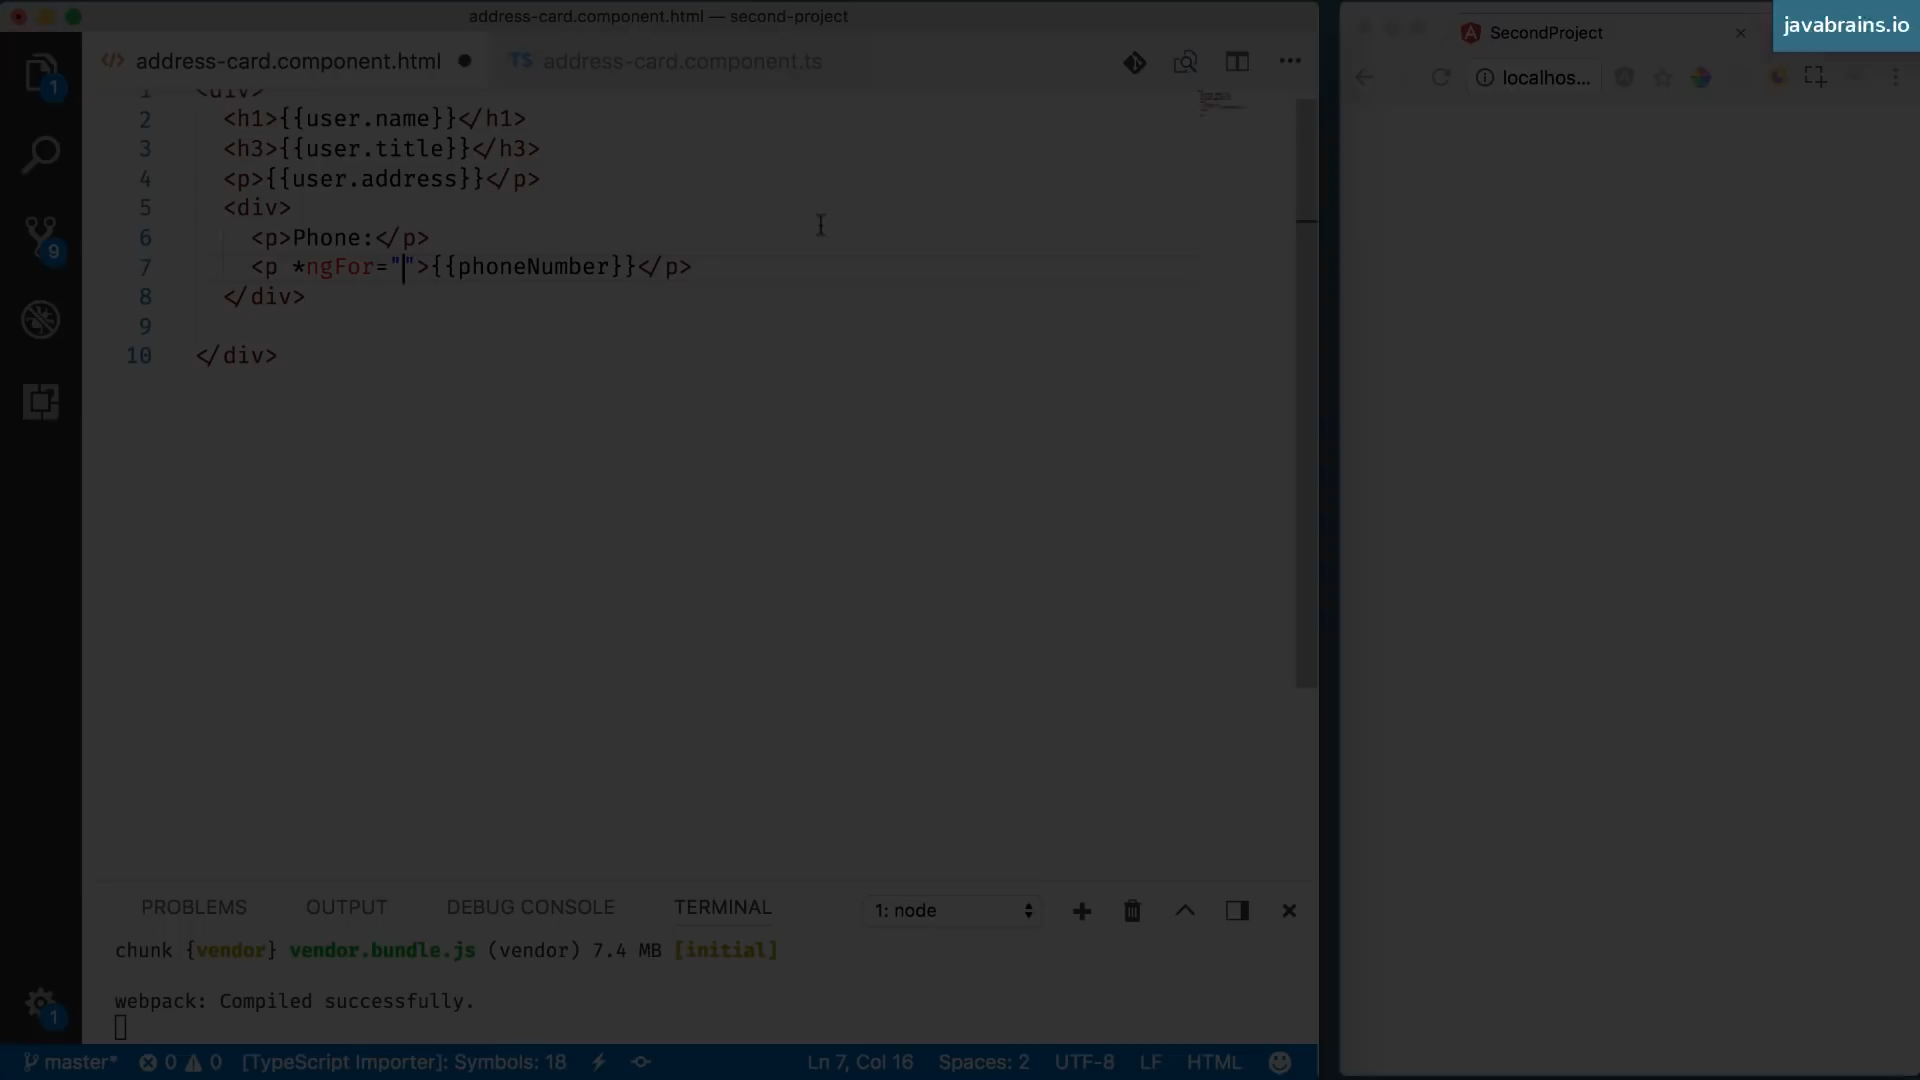 address-card.component.html — second-project
javabrains.io
SecondProject
address-card.component.html
TS address-card.component.ts
localhos...
1 <div>
2 <h1>{{user.name}}</h1>
3 <h3>{{user.title}}</h3>
4 <p>{{user.address}}</p>
5 <div>
6 <p>Phone:</p>
7 <p *ngFor="">{{phoneNumber}}</p>
8 </div>
9
10 </div>
1
9
PROBLEMS OUTPUT DEBUG CONSOLE TERMINAL 1: node
chunk {vendor} vendor.bundle.js (vendor) 7.4 MB [initial]
webpack: Compiled successfully.
1
master* 0 0 [TypeScript Importer]: Symbols: 18 Ln 7, Col 16 Spaces: 2 UTF-8 LF HTML